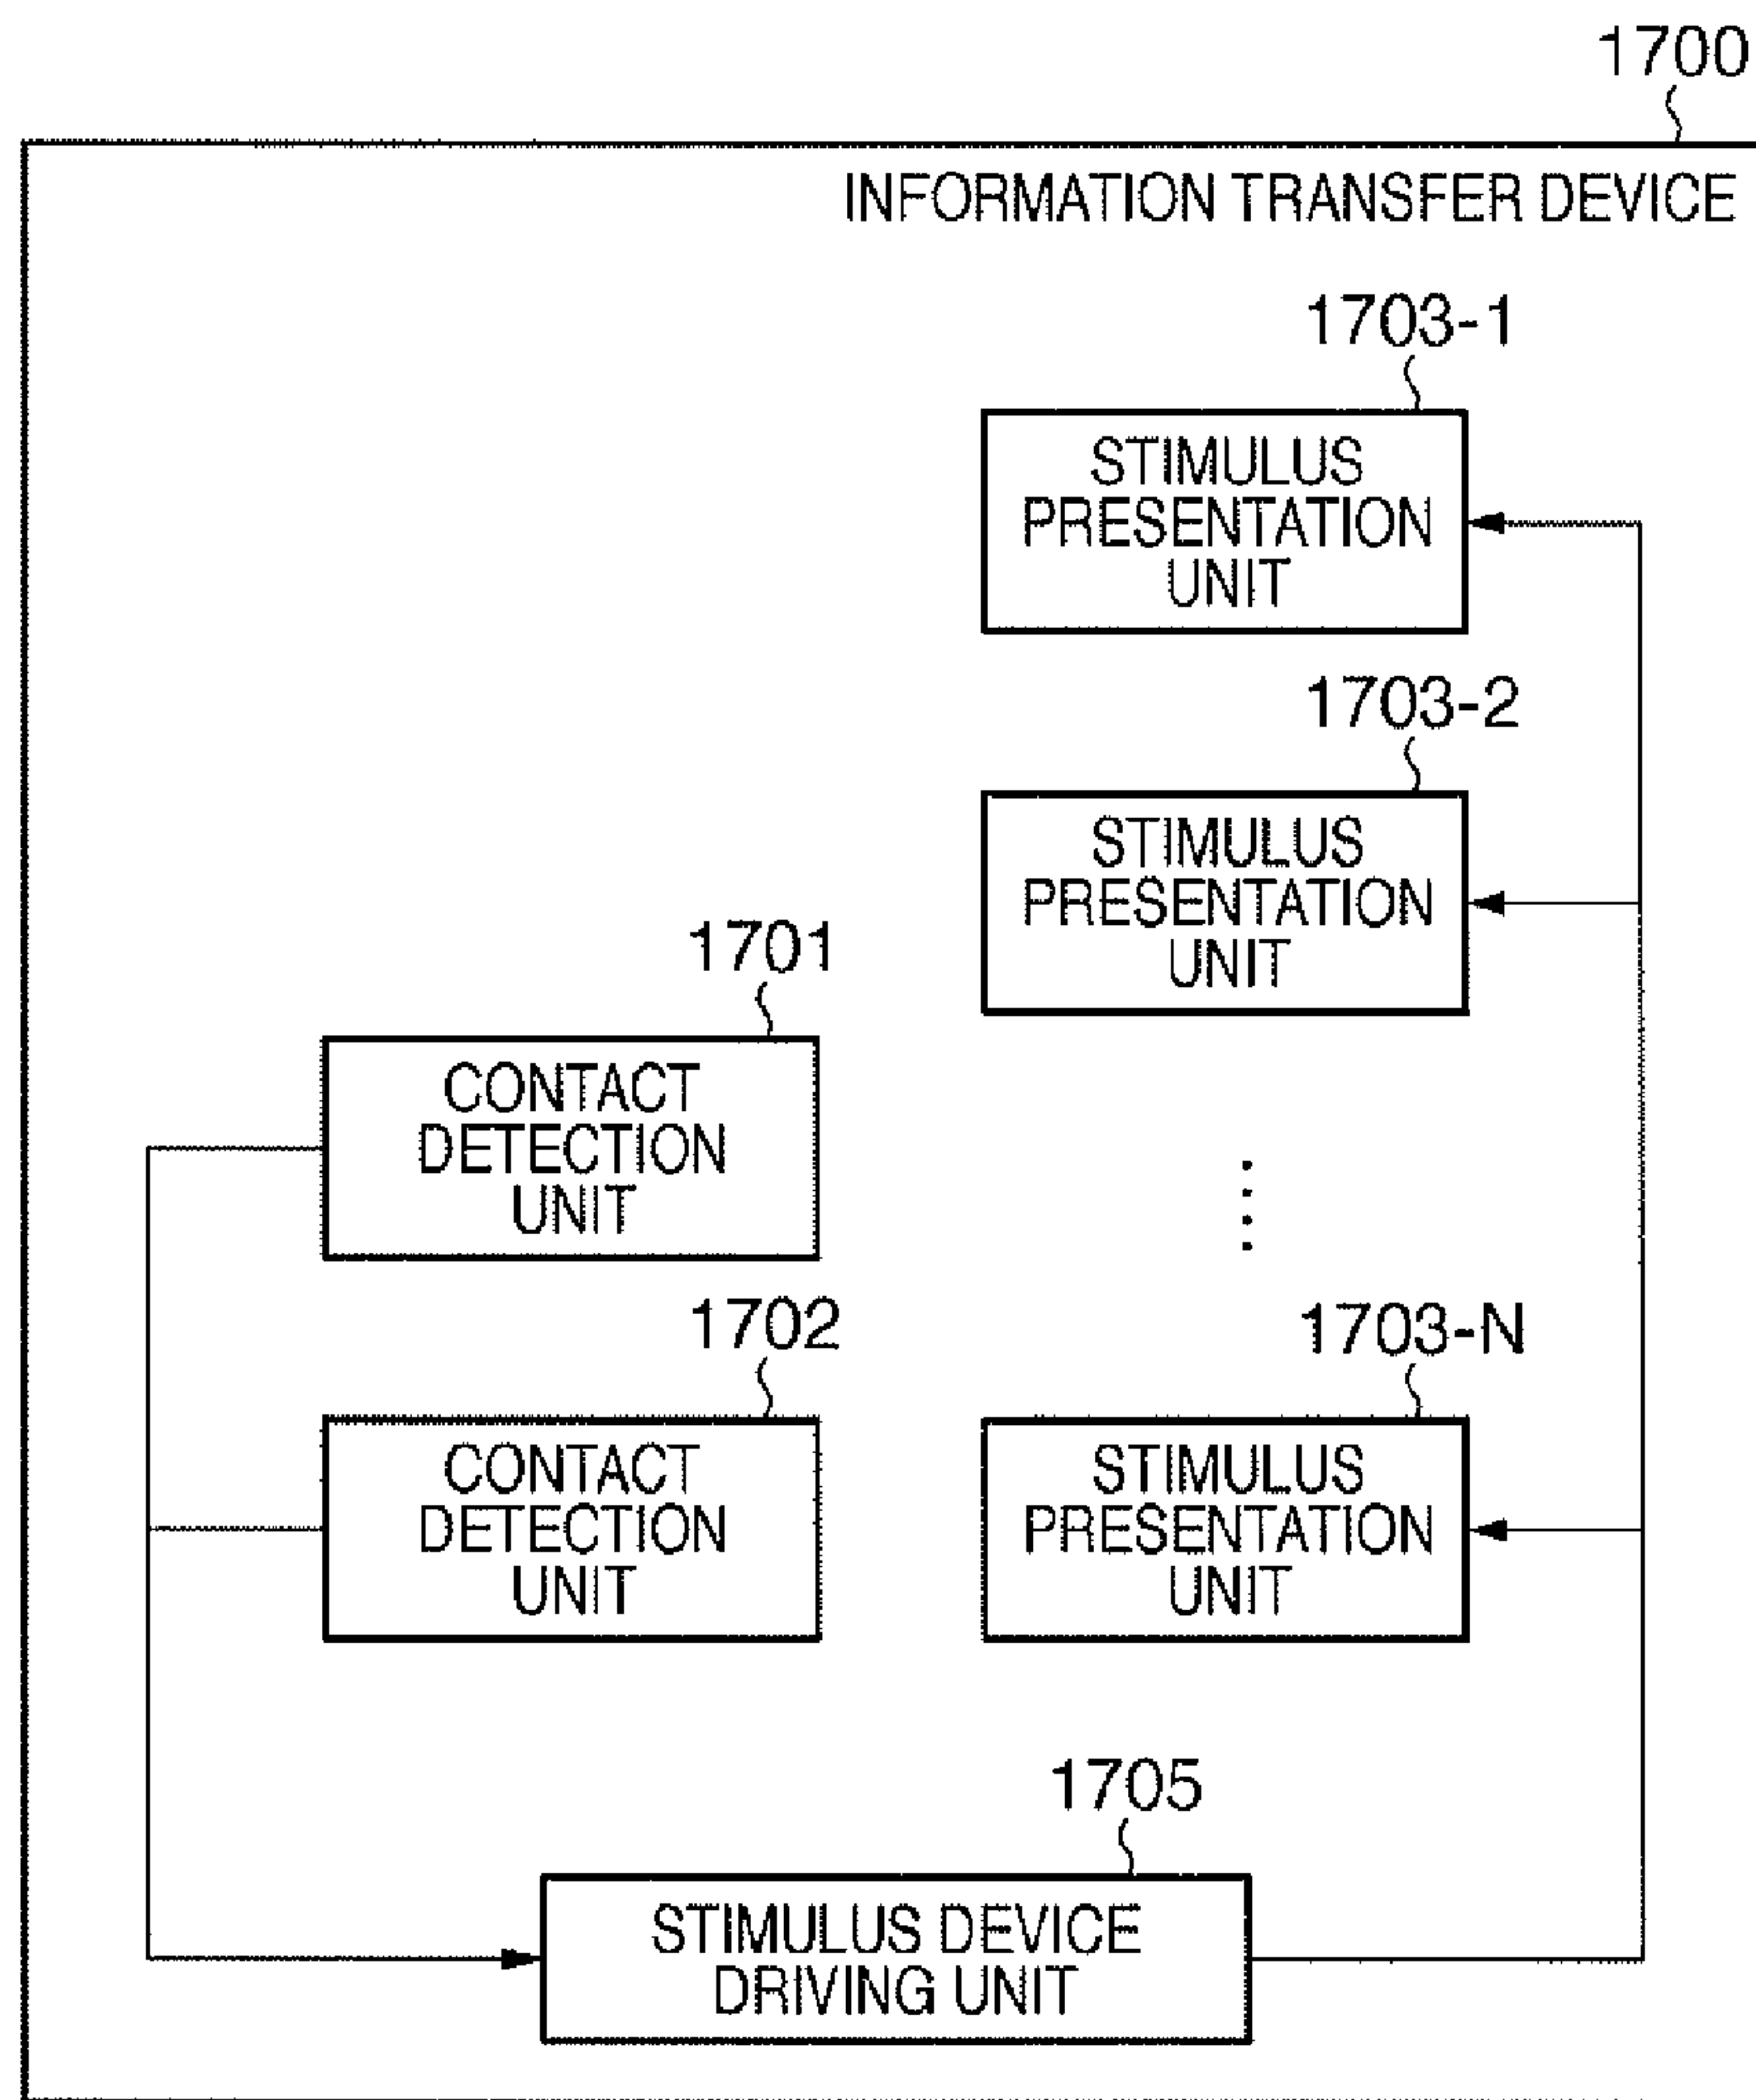 1700
INFORMATION TRANSFER DEVICE
1703-1
STIMULUS
PRESENTATION
UNIT
1703-2
STIMULUS
PRESENTATION
UNIT
1701
CONTACT
DETECTION
UNIT
1702
CONTACT
DETECTION
UNIT
1703-N
STIMULUS
PRESENTATION
UNIT
1705
STIMULUS DEVICE
DRIVING UNIT